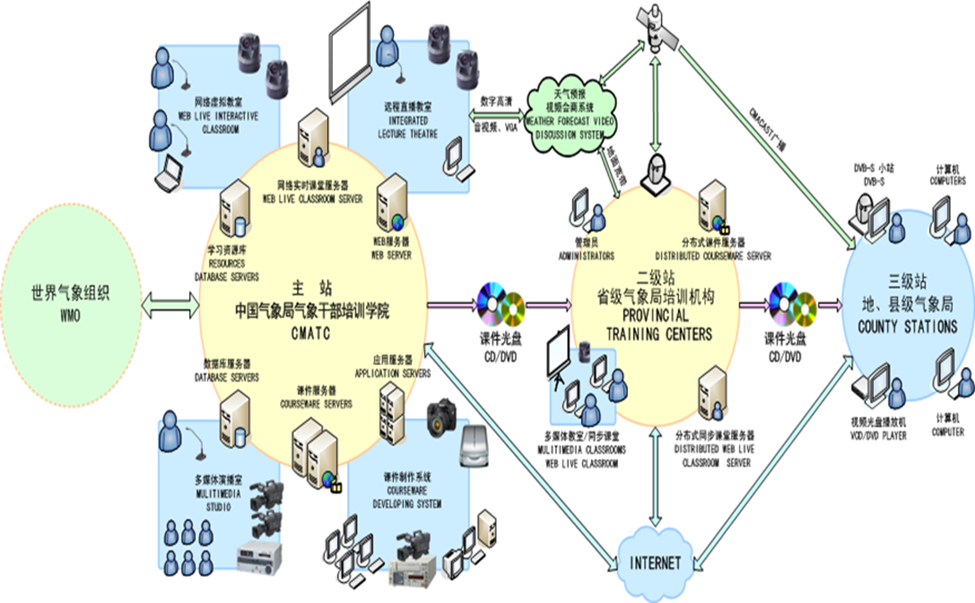 网络虚拟教室
WEB LIVE INTERACTIVE
CLASSROOM
远程直播教室
INTEGRATED
LECTURE THEATRE
数字高清
音视频、VGA
天气预报
视频会商系统
WEATHER FORECAST VIDEO
DISCUSSION SYSTEM
地面宽带
CMACAST广播
DVB-S 小站
DVB-S
计算机
COMPUTERS
网络实时课堂服务器
WEB LIVE CLASSROOM SERVER
学习资源库
RESOURCES
DATABASE SERVERS
WEB服务器
WEB SERVER
管理员
ADMINISTRATORS
分布式课件服务器
DISTRIBUTED COURSEWARE SERVER
世界气象组织
WMO
主 站
中国气象局气象干部培训学院
CMATC
课件光盘
CD/DVD
二级站
省级气象局培训机构
PROVINCIAL
TRAINING CENTERS
课件光盘
CD/DVD
三级站
地、县级气象局
COUNTY STATIONS
数据库服务器
DATABASE SERVERS
课件服务器
COURSEWARE SERVERS
应用服务器
APPLICATION SERVERS
多媒体教室/同步课堂
MULITIMEDIA CLASSROOMS
WEB LIVE CLASSROOM
分布式同步课堂服务器
DISTRIBUTED WEB LIVE
CLASSROOM SERVER
视频光盘播放机
VCD/DVD PLAYER
计算机
COMPUTER
多媒体演播室
MULITIMEDIA
STUDIO
课件制作系统
COURSEWARE
DEVELOPING SYSTEM
INTERNET